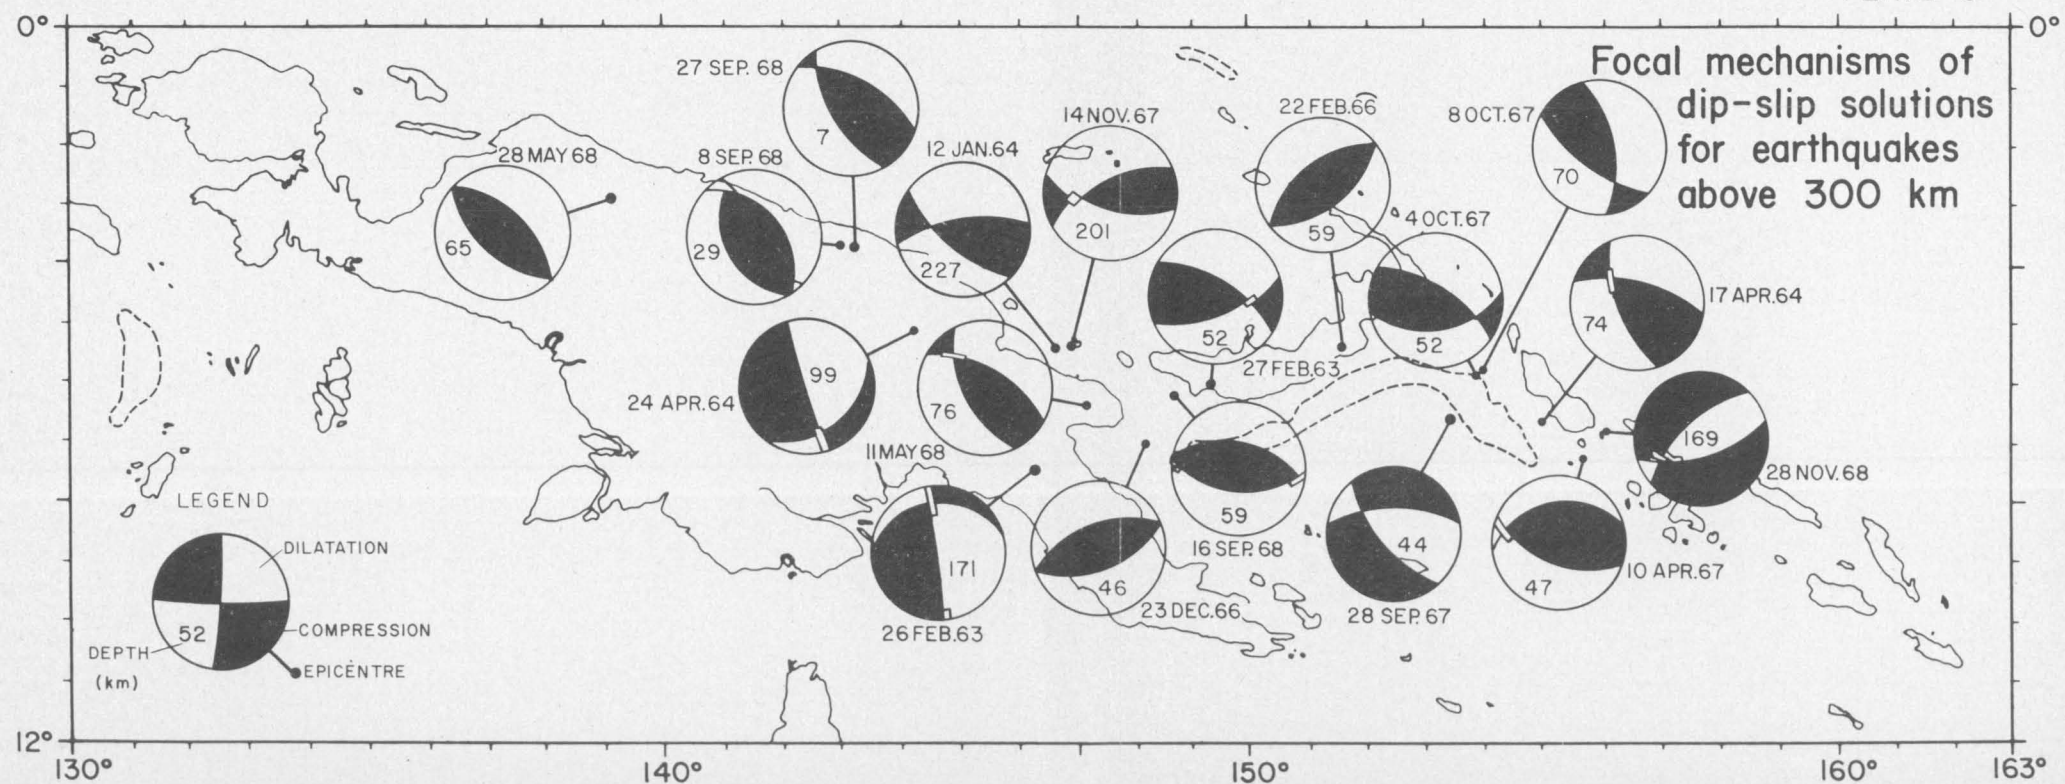 0°
0°
Focal mechanisms of
dip-slip solutions
for earthquakes
above 300 km
27 SEP. 68
7
14 NOV. 67
201
22 FEB. 66
59
8 OCT. 67
70
28 MAY 68
65
8 SEP. 68
29
12 JAN. 64
227
52
27 FEB. 63
4 OCT. 67
52
17 APR. 64
74
24 APR. 64
99
76
11 MAY 68
59
16 SEP. 68
169
28 NOV. 68
171
26 FEB. 63
46
23 DEC. 66
44
28 SEP. 67
47
10 APR. 67
LEGEND
DILATATION
52
COMPRESSION
DEPTH
(km)
EPICENTRE
12°
130°
140°
150°
160°
163°